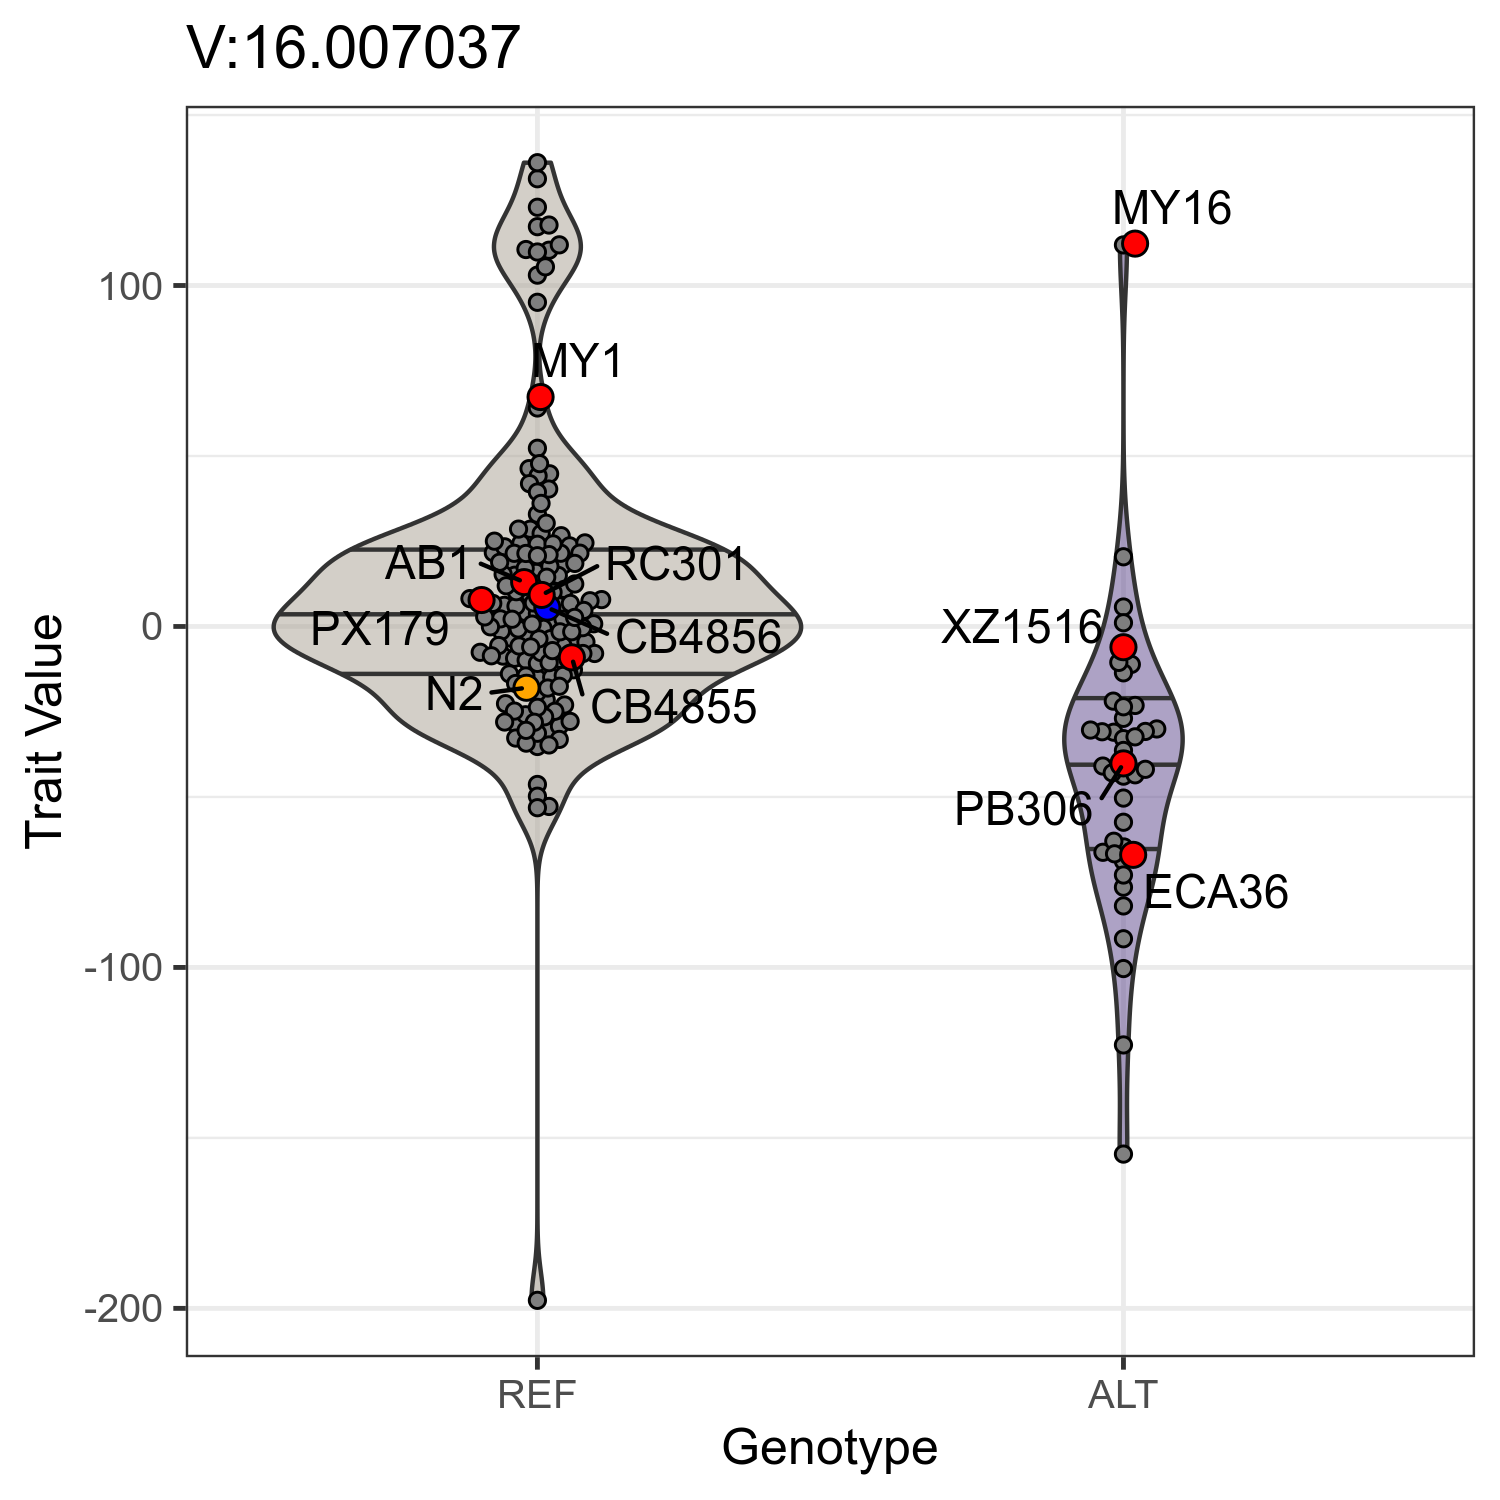 V:16.007037
MY16
100
MY1
AB1
RC301
PX179
CB4856
XZ1516
0
N2
CB4855
PB306
ECA36
-100
-200
Trait Value
REF
ALT
Genotype